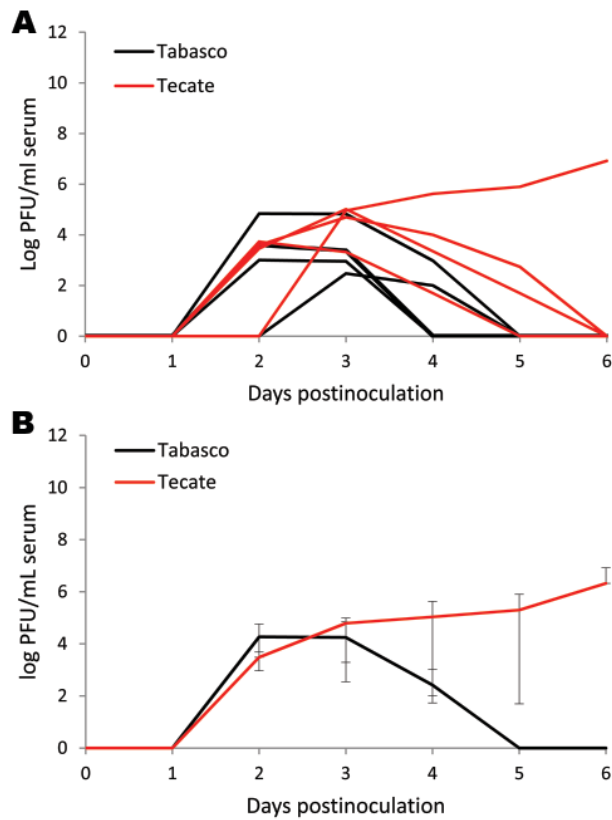 A
12
10
8
6
4
2
0
Log PFU/ml serum
Tabasco
Tecate
0 1 2 3 4 5 6
Days postinoculation
B
12
10
8
6
4
2
0
log PFU/mL serum
Tabasco
Tecate
0 1 2 3 4 5 6
Days postinoculation